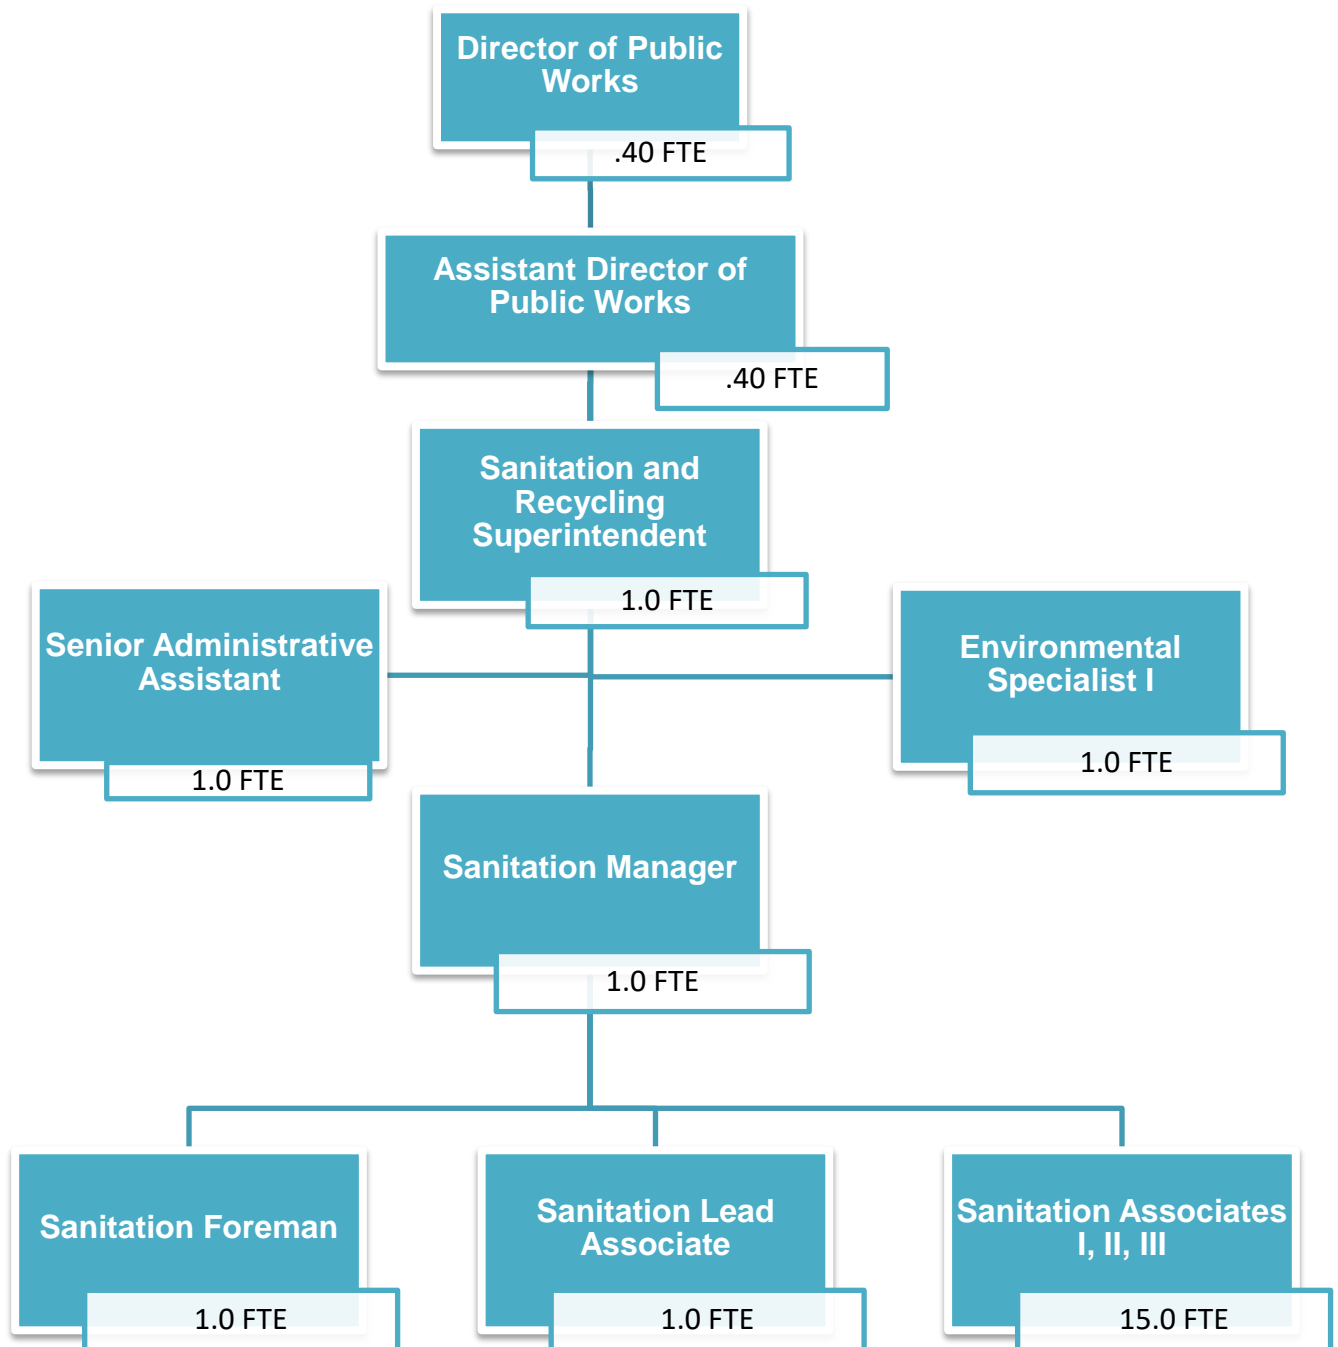 Director of Public
Works
.40 FTE
Assistant Director of
Public Works
.40 FTE
Sanitation and
Recycling
Superintendent
1.0 FTE
Senior Administrative
Assistant
1.0 FTE
Environmental
Specialist I
1.0 FTE
Sanitation Manager
1.0 FTE
Sanitation Foreman
1.0 FTE
Sanitation Lead
Associate
1.0 FTE
Sanitation Associates
I, II, III
15.0 FTE